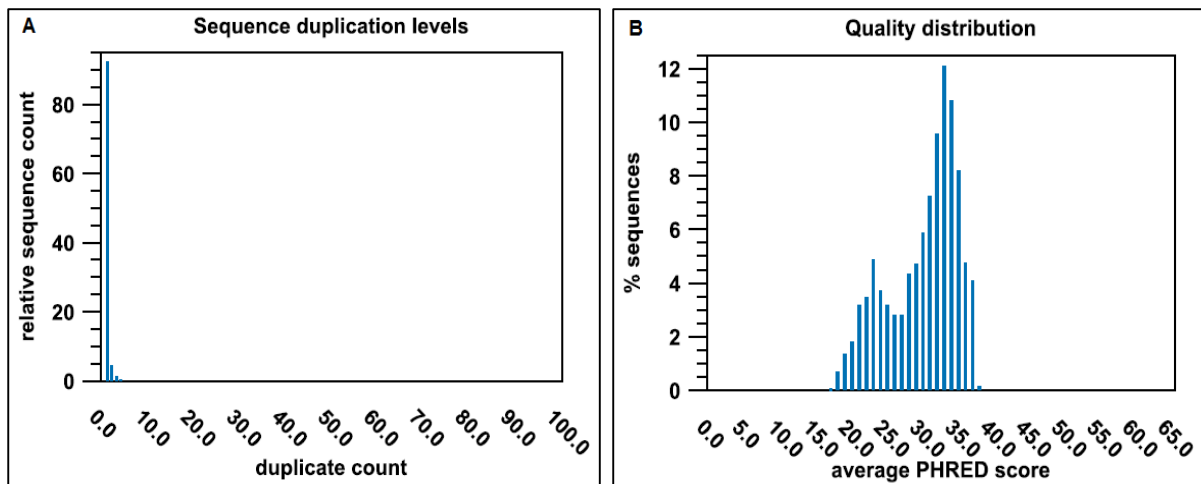 A
Sequence duplication levels
relative sequence count
80
60
40
20
0
0.0 10.0 20.0 30.0 40.0 50.0 60.0 70.0 80.0 90.0 100.0
duplicate count
B
Quality distribution
% sequences
12
10
8
6
4
2
0
0.0 5.0 10.0 15.0 20.0 25.0 30.0 35.0 40.0 45.0 50.0 55.0 60.0 65.0
average PHRED score